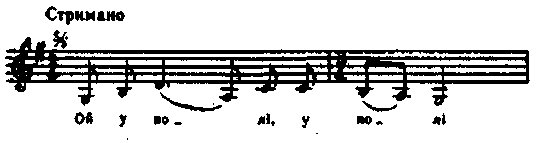 Стримано
Ой у по_ лі, у по_ лі